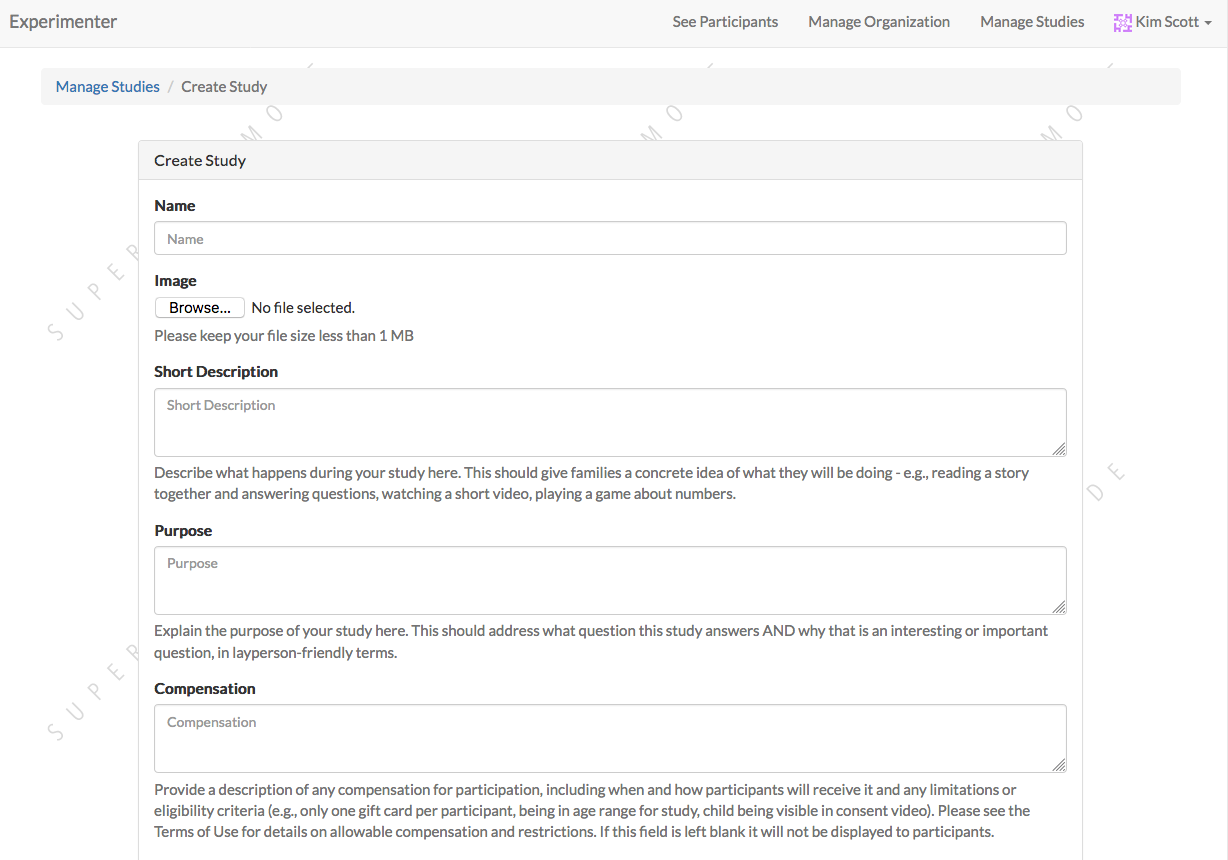 Experimenter
See Participants Manage Organization Manage Studies Kim Scott
Manage Studies / Create Study
Create Study
Name
Name
Image
Browse... No file selected.
Please keep your file size less than 1 MB
Short Description
Short Description
Describe what happens during your study here. This should give families a concrete idea of what they will be doing - e.g., reading a story
together and answering questions, watching a short video, playing a game about numbers.
Purpose
Purpose
Explain the purpose of your study here. This should address what question this study answers AND why that is an interesting or important
question, in layperson-friendly terms.
Compensation
Compensation
Provide a description of any compensation for participation, including when and how participants will receive it and any limitations or
eligibility criteria (e.g., only one gift card per participant, being in age range for study, child being visible in consent video). Please see the
Terms of Use for details on allowable compensation and restrictions. If this field is left blank it will not be displayed to participants.
SUPER
SUPER
MO
MO
MO
DE